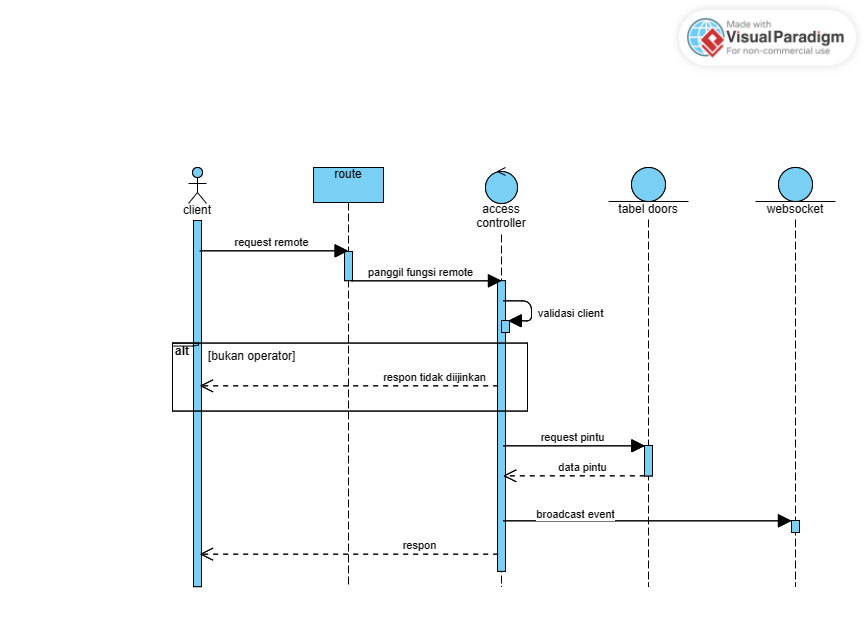 Made with
Visual Paradigm
For non-commercial use
client
route
access
controller
tabel doors
websocket
request remote
panggil fungsi remote
validasi client
alt
[bukan operator]
respon tidak diijinkan
request pintu
data pintu
broadcast event
respon